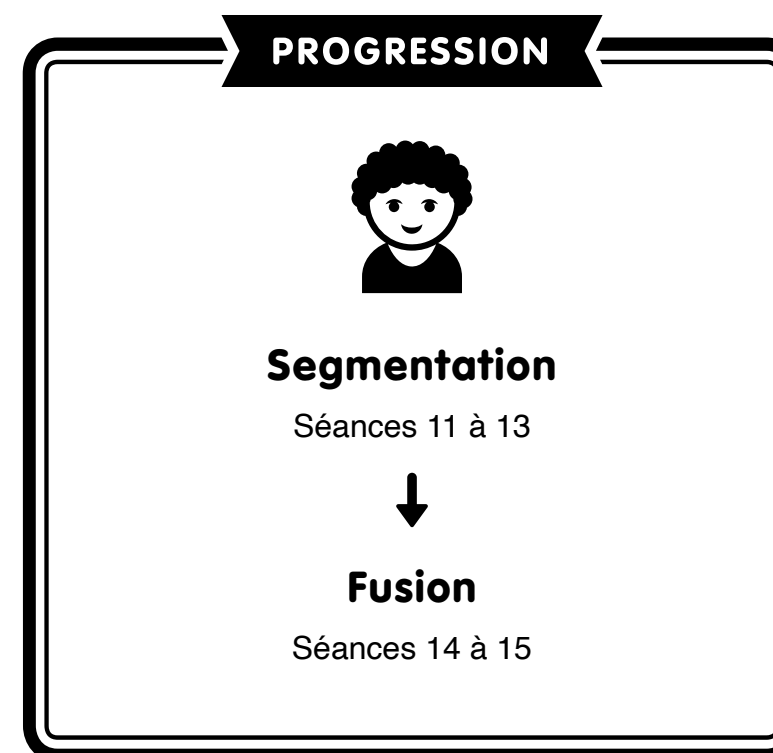 PROGRESSION
Segmentation
Séances 11 à 13
Fusion
Séances 14 à 15